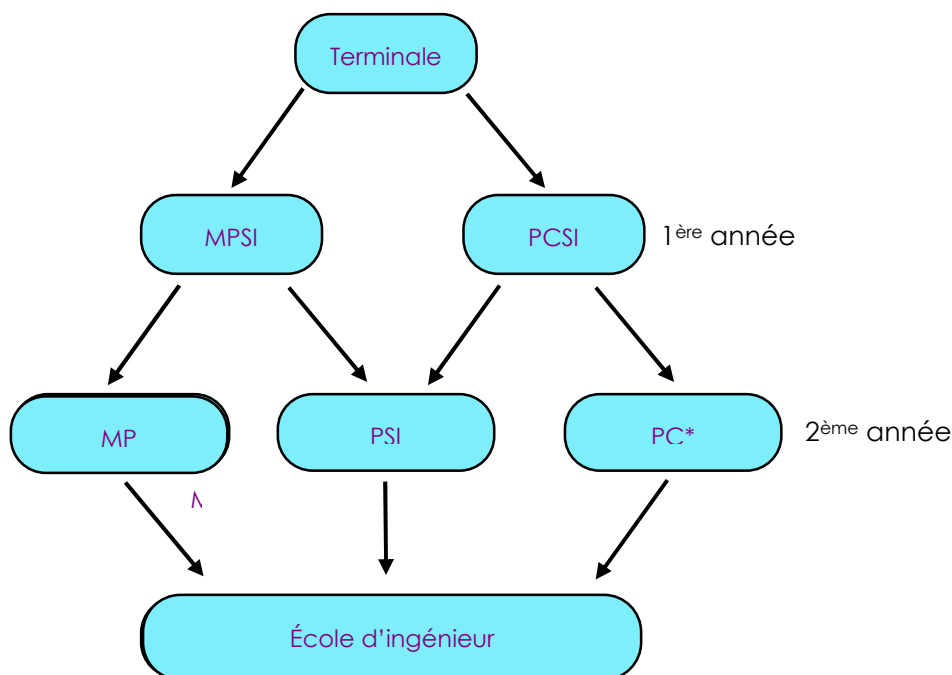 Terminale
MPSI
PCSI
1ère année
MP
PSI
PC*
2ème année
École d'ingénieur